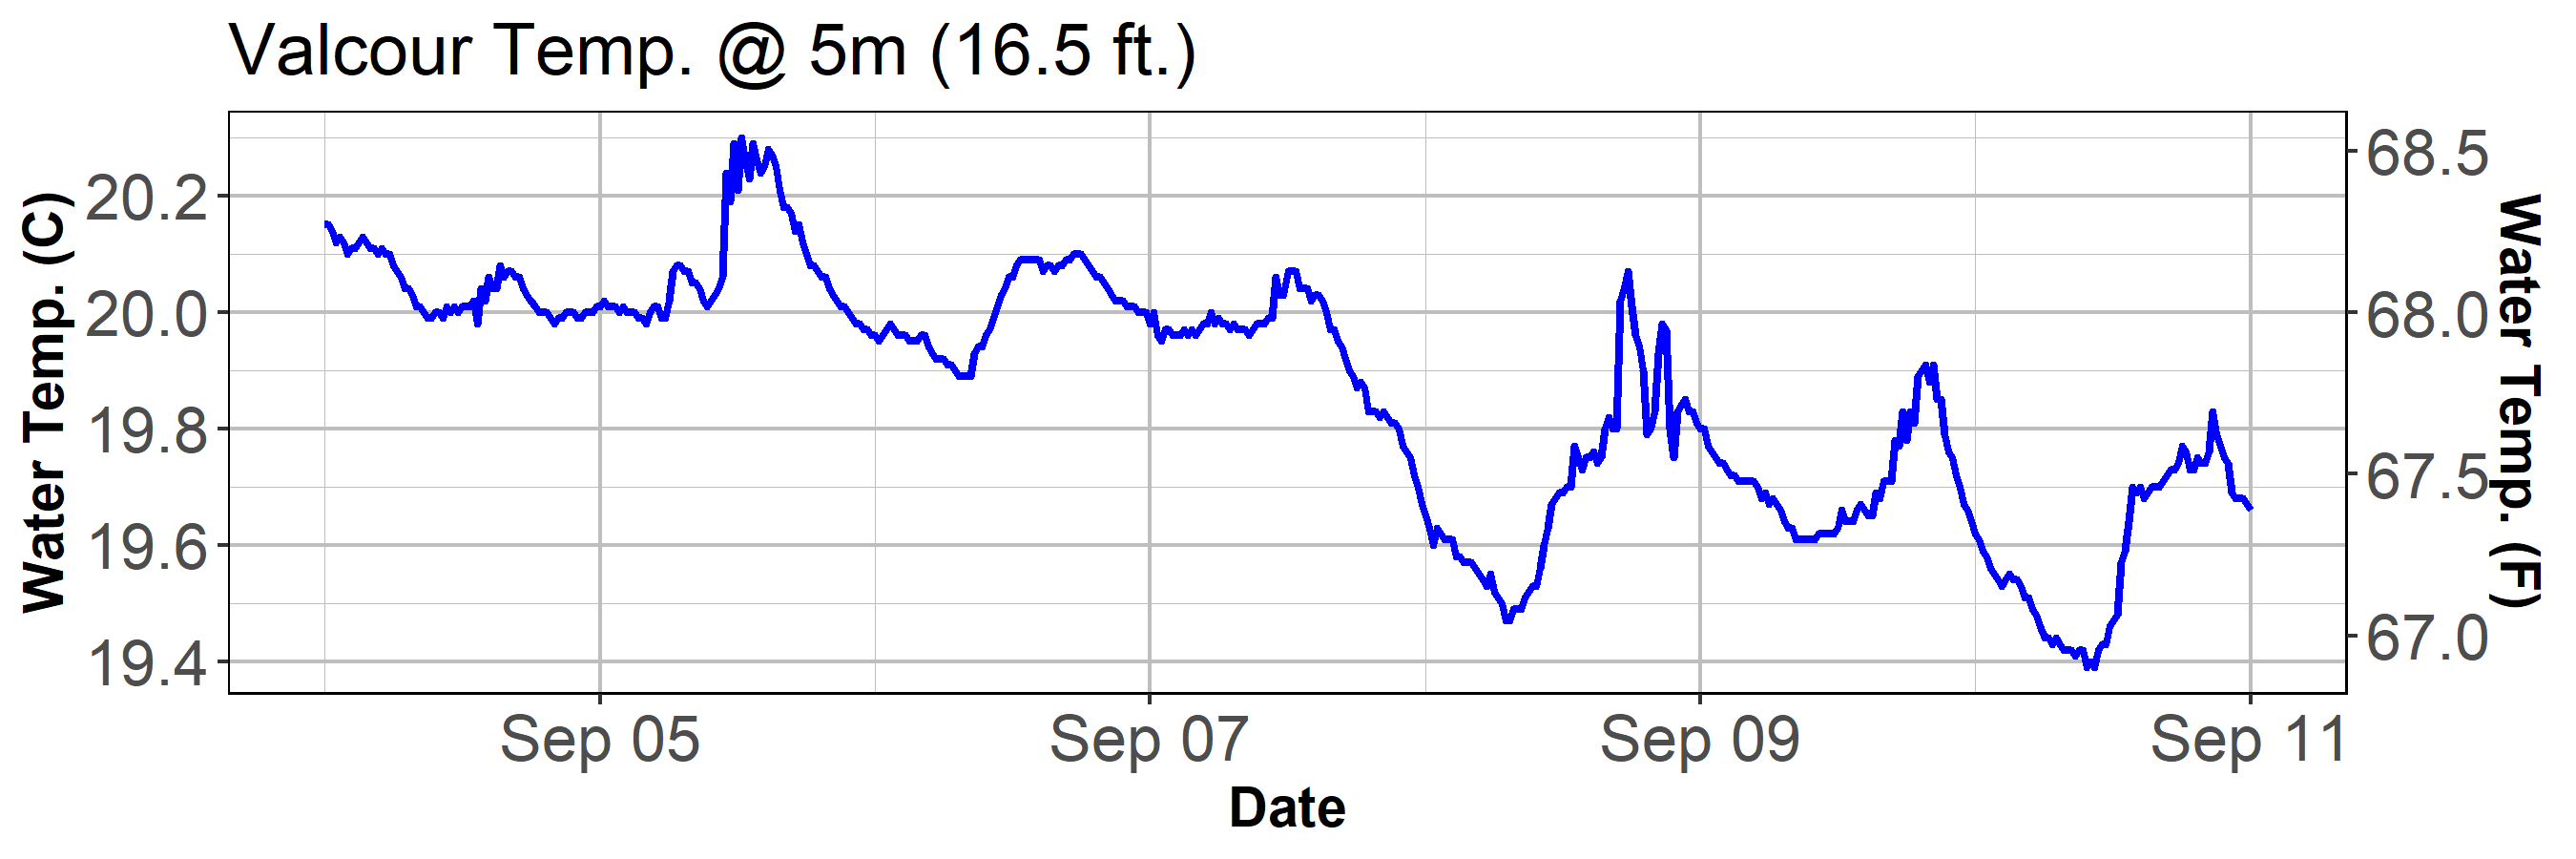 Valcour Temp. @ 5m (16.5 ft.)
Water Temp. (C)
20.2
20.0
19.8
19.6
19.4
68.5
68.0
67.5
67.0
Water Temp. (F)
Sep 05
Sep 07
Sep 09
Sep 11
Date